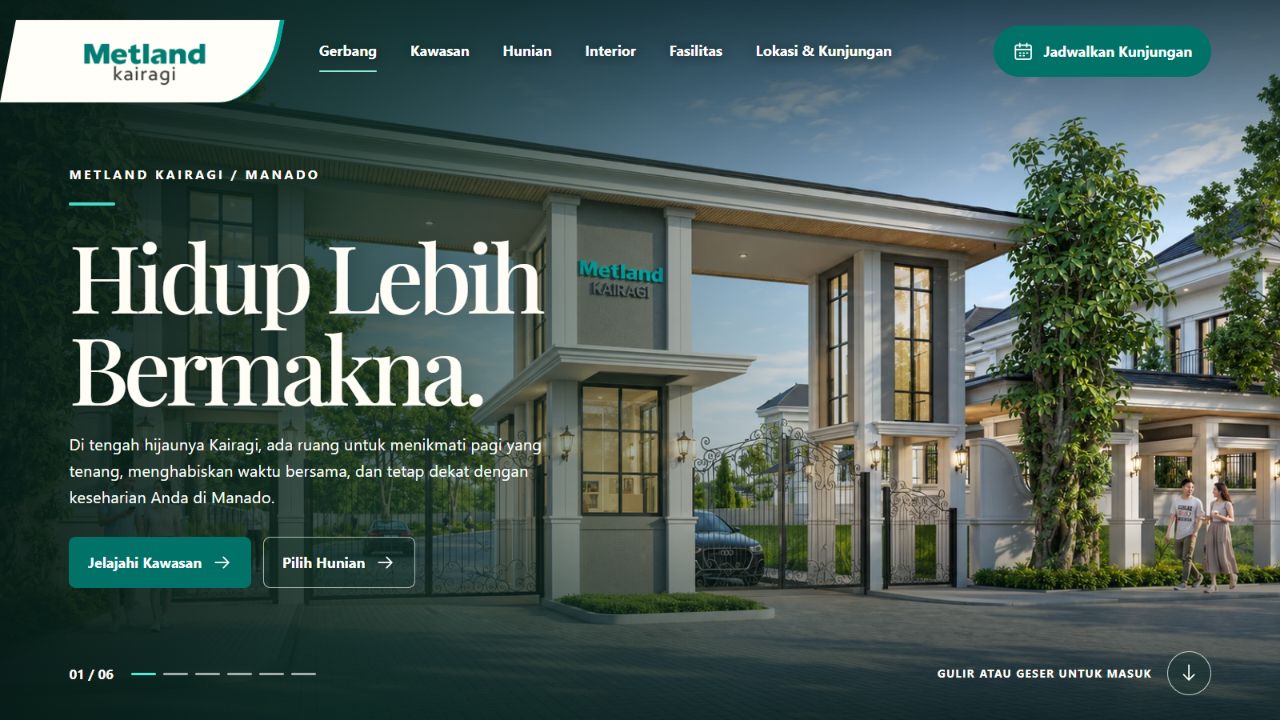 Metland
kairagi
Gerbang
Kawasan
Hunian
Interior
Fasilitas
Lokasi & Kunjungan
Jadwalkan Kunjungan
METLAND KAIRAGI / MANADO
Hidup Lebih
Bermakna.
Metland
KAIRAGI
Di tengah hijaunya Kairagi, ada ruang untuk menikmati pagi yang
tenang, menghabiskan waktu bersama, dan tetap dekat dengan
keseharian Anda di Manado.
Jelajahi Kawasan
Pilih Hunian
01 / 06
GULIR ATAU GESER UNTUK MASUK